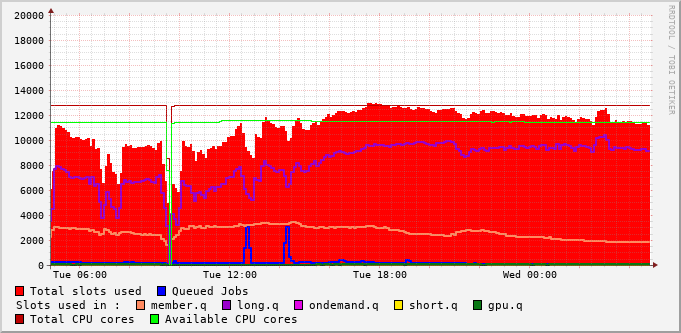 20000
18000
16000
14000
12000
10000
8000
6000
4000
2000
0
Tue 06:00 Tue 12:00 Tue 18:00 Wed 00:00
Total slots used Queued Jobs
Slots used in : member.q long.q ondemand.q short.q gpu.q
Total CPU cores Available CPU cores
RRDTOOL / TOBI OETIKER